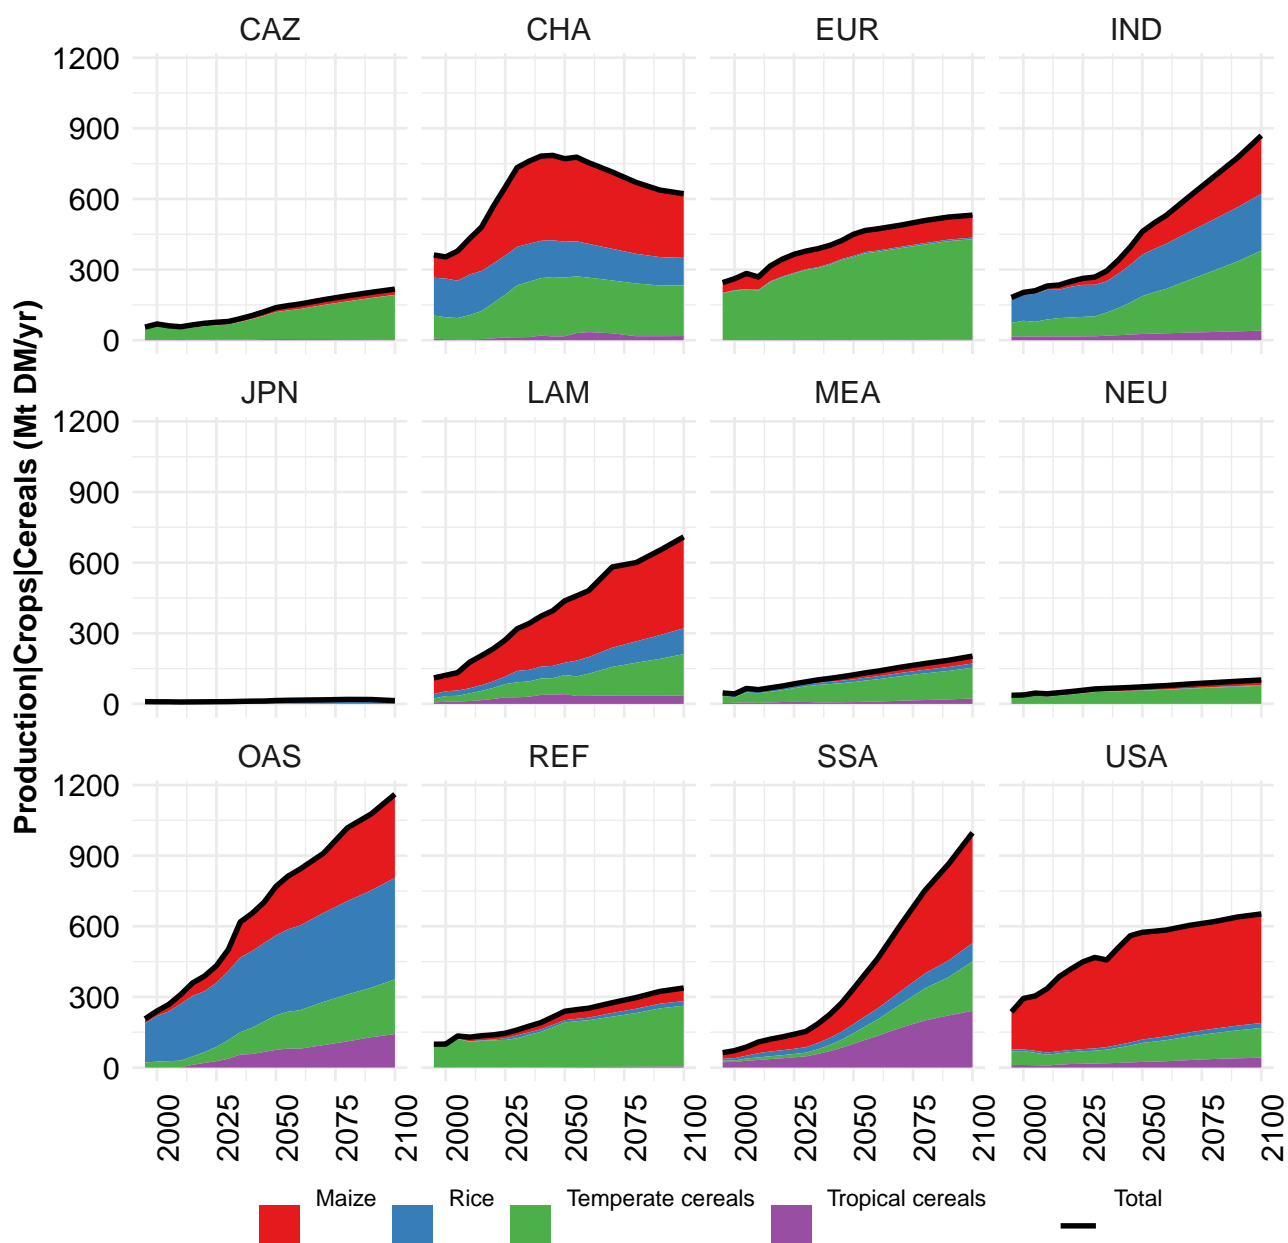 CAZ CHA EUR IND
1200
900
600
300
0
JPN LAM MEA NEU
1200
900
600
300
0
OAS REF SSA USA
1200
900
600
300
0
Production|Crops|Cereals (Mt DM/yr)
2000 2025 2050 2075 2100 2000 2025 2050 2075 2100 2000 2025 2050 2075 2100 2000 2025 2050 2075 2100
Maize Rice Temperate cereals Tropical cereals Total